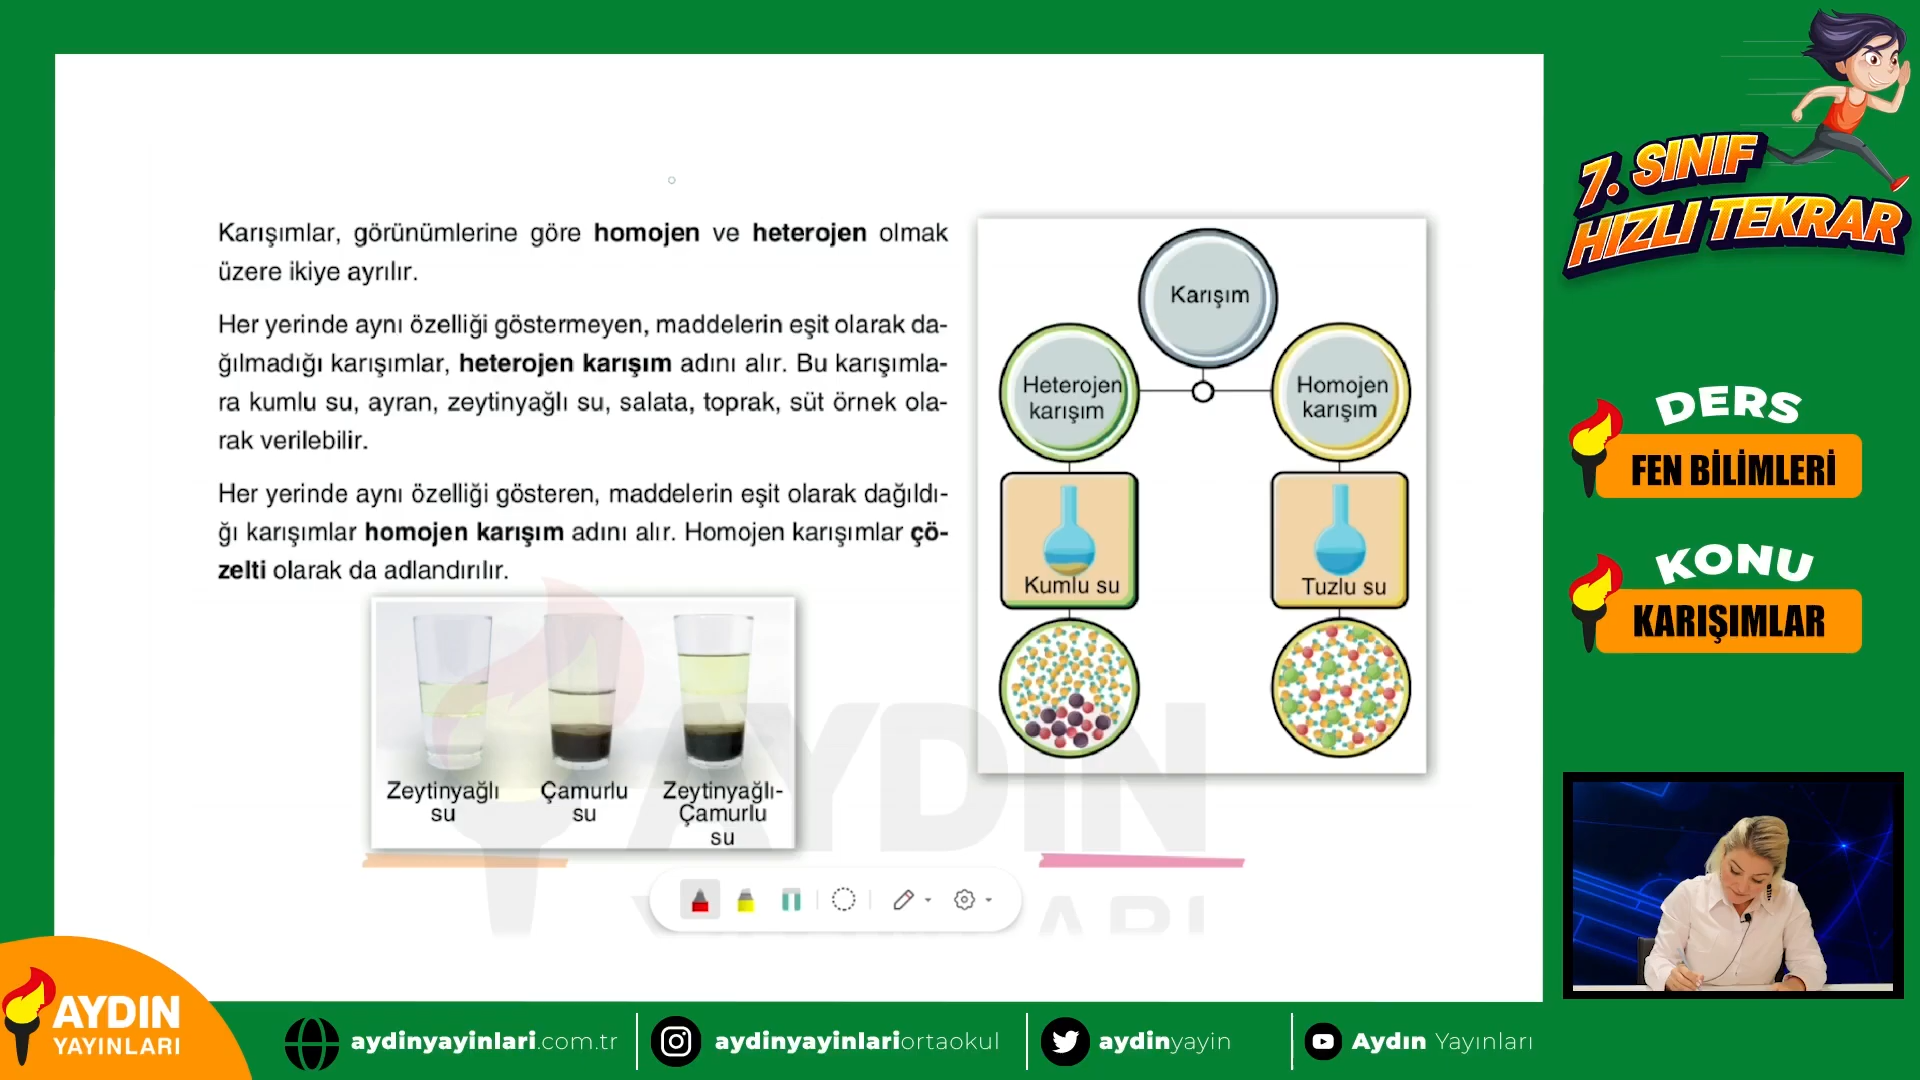 Karışımlar, görünümlerine göre homojen ve heterojen olmak
üzere ikiye ayrılır.
Her yerinde aynı özelliği göstermeyen, maddelerin eşit olarak da-
ğılmadığı karışımlar, heterojen karışım adını alır. Bu karışımla-
ra kumlu su, ayran, zeytinyağlı su, salata, toprak, süt örnek ola-
rak verilebilir.
Her yerinde aynı özelliği gösteren, maddelerin eşit olarak dağıldı-
ğı karışımlar homojen karışım adını alır. Homojen karışımlar çö-
zelti olarak da adlandırılır.
Zeytinyağlı
su
Çamurlu
su
Zeytinyağlı-
Çamurlu
su
Karışım
Heterojen
karışım
Homojen
karışım
Kumlu su
Tuzlu su
AYDIN
YAYINLARI
7. SINIF
HIZLI TEKRAR
DERS
FEN BİLİMLERİ
KONU
KARIŞIMLAR
AYDIN
YAYINLARI
aydinyayinlari.com.tr
aydinyayinlariortaokul
aydinyayin
Aydın Yayınları